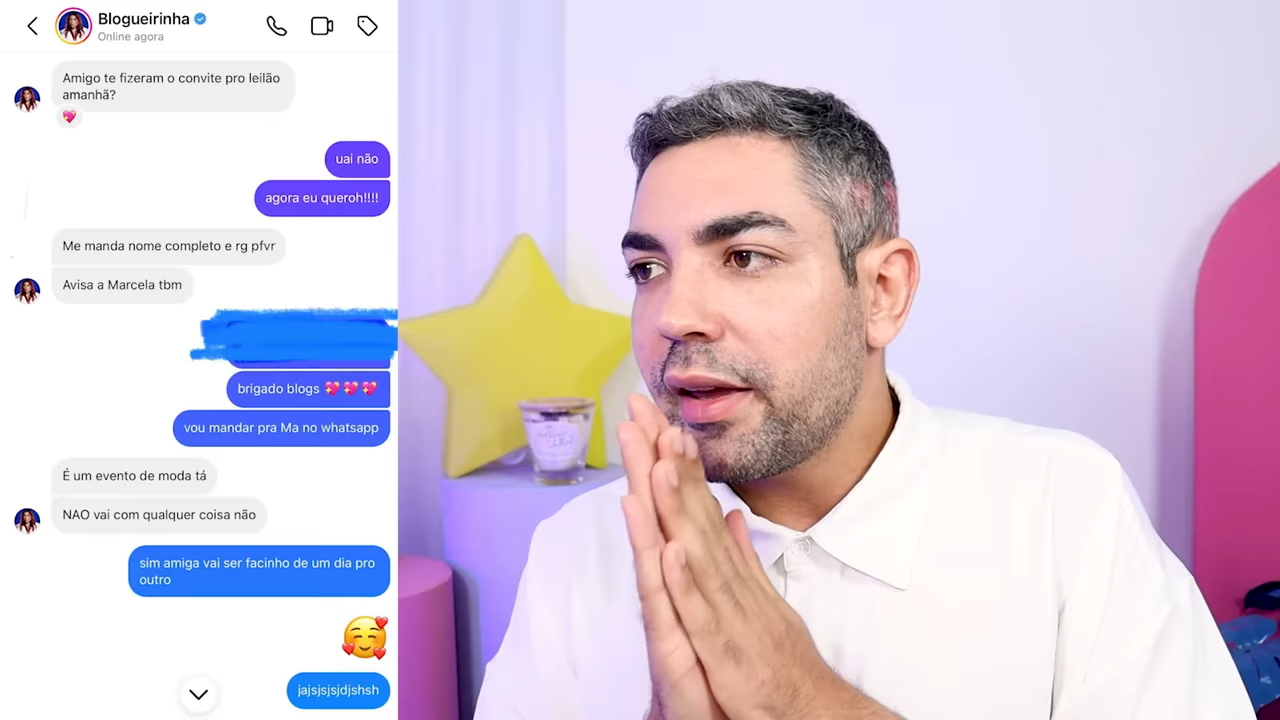 Blogueirinha
Online agora
Amigo te fizeram o convite pro leilão
amanhã?
uai não
agora eu queroh!!!!
Me manda nome completo e rg pfvr
Avisa a Marcela tbm
brigado blogs 💖💖💖
vou mandar pra Ma no whatsapp
É um evento de moda tá
NAO vai com qualquer coisa não
sim amiga vai ser facinho de um dia pro
outro
jajsjsjsjdjshsh